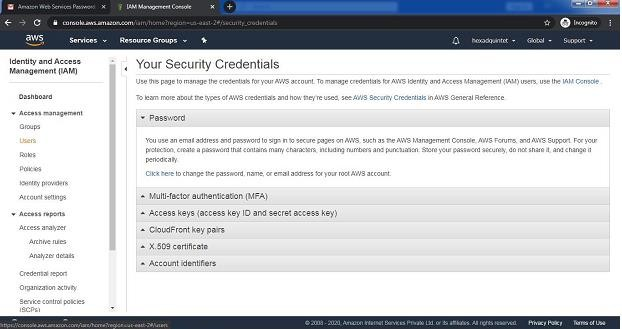 Amazon Web Services Password
IAM Management Console
console.aws.amazon.com/iam/home?region=us-east-2#/security_credentials
Incognito
aws
Services
Resource Groups
hexadquintet
Global
Support
Identity and Access
Management (IAM)
Dashboard
Access management
Groups
Users
Roles
Policies
Identity providers
Account settings
Access reports
Access analyzer
Archive rules
Analyzer details
Credential report
Organization activity
Service control policies
(SCPs)
Your Security Credentials
Use this page to manage the credentials for your AWS account. To manage credentials for AWS Identity and Access Management (IAM) users, use the IAM Console .
To learn more about the types of AWS credentials and how they're used, see AWS Security Credentials in AWS General Reference.
Password
You use an email address and password to sign in to secure pages on AWS, such as the AWS Management Console, AWS Forums, and AWS Support. For your
protection, create a password that contains many characters, including numbers and punctuation. Store your password securely, do not share it, and change it
periodically.
Click here to change the password, name, or email address for your root AWS account.
Multi-factor authentication (MFA)
Access keys (access key ID and secret access key)
CloudFront key pairs
X.509 certificate
Account identifiers
https://console.aws.amazon.com/iam/home?region=us-east-2#/users
© 2008 - 2020, Amazon Internet Services Private Ltd. or its affiliates. All rights reserved.
Privacy Policy
Terms of Use